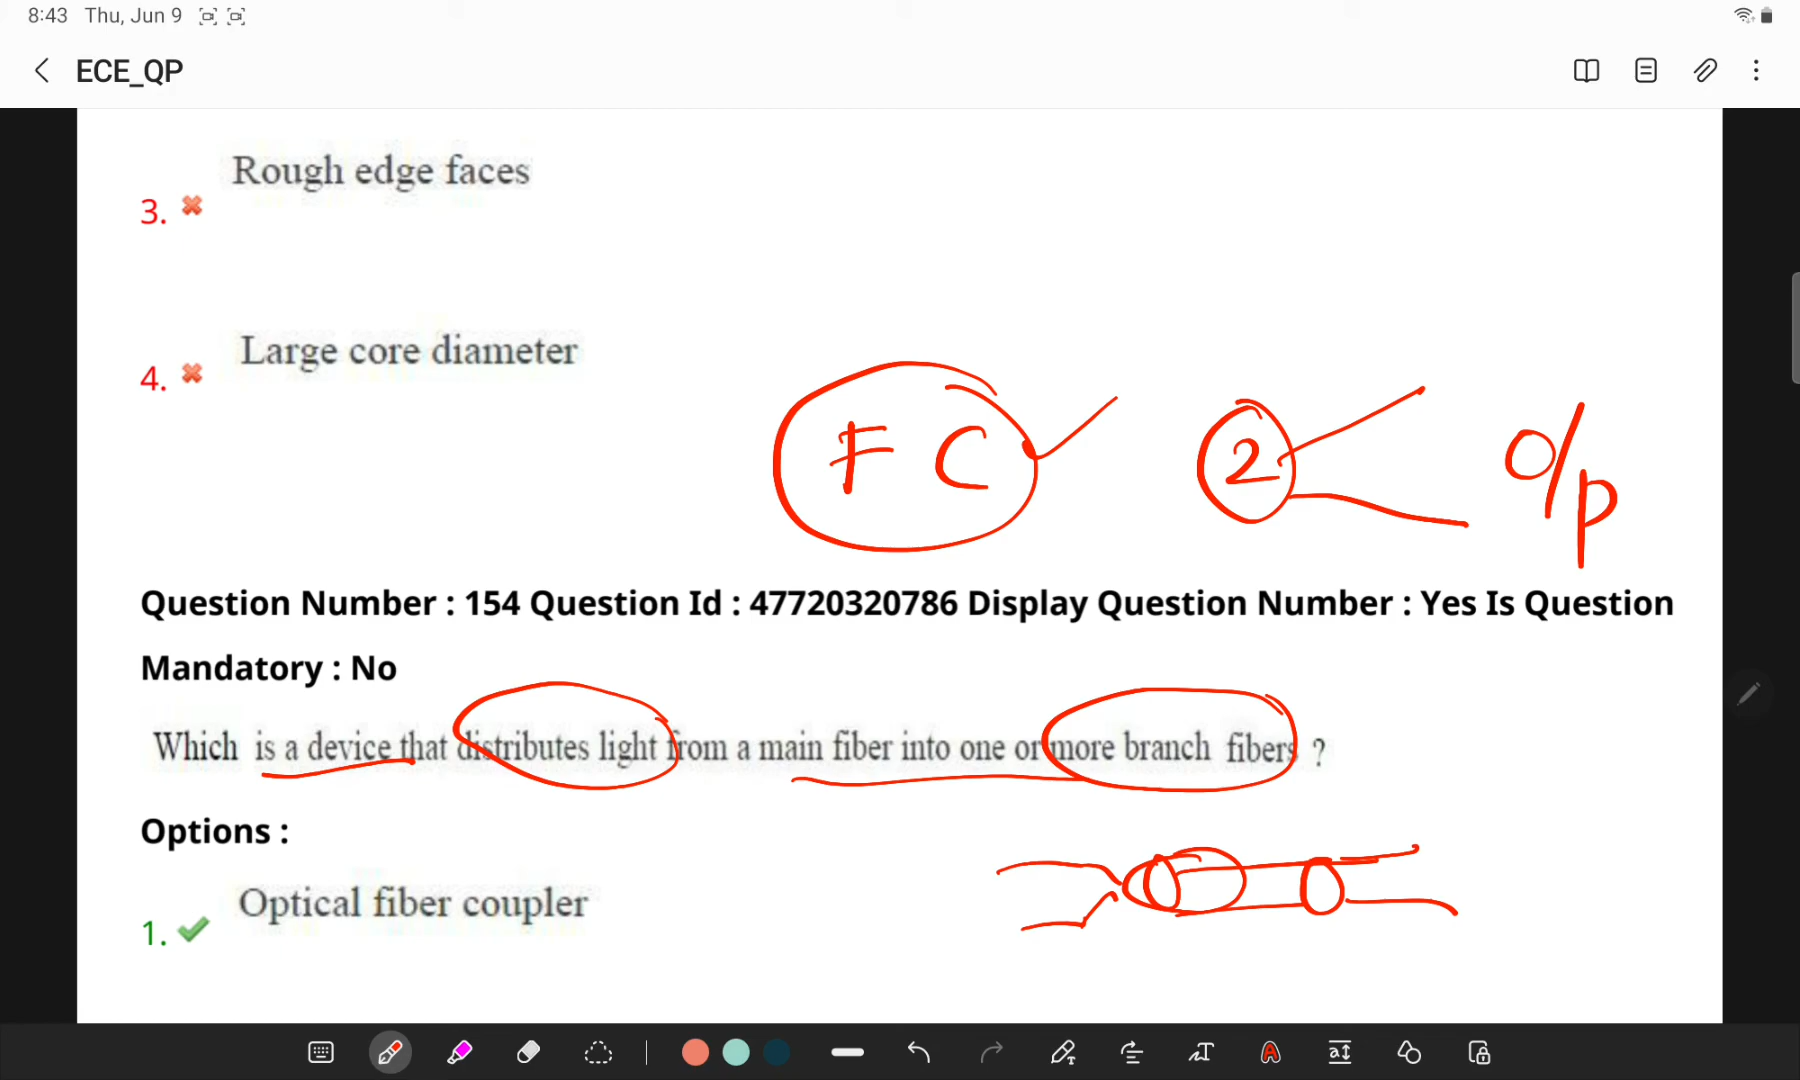 8:43 Thu, Jun 9
ECE_QP
Rough edge faces
3.
Large core diameter
4.
FC 2 o/p
Question Number : 154 Question Id : 47720320786 Display Question Number : Yes Is Question
Mandatory : No
Which is a device that distributes light from a main fiber into one or more branch fibers ?
Options :
Optical fiber coupler
1.